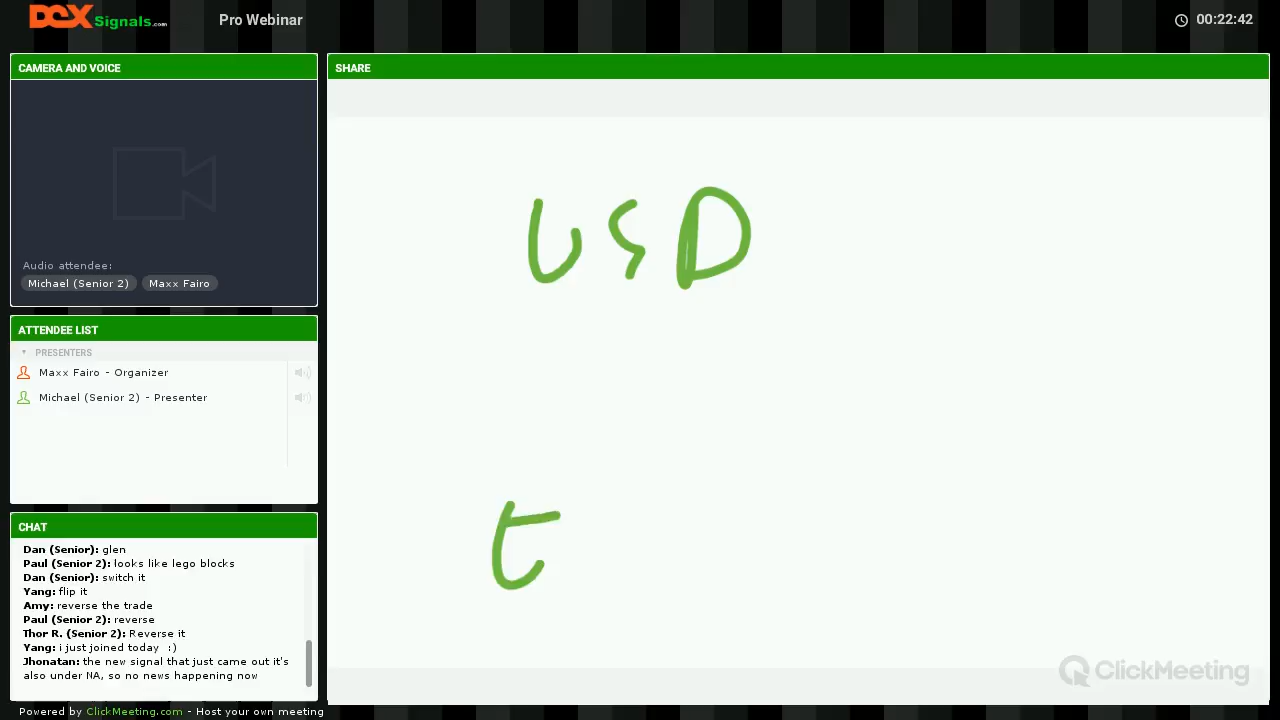 DCXSignals.com
Pro Webinar
00:22:42
CAMERA AND VOICE
Audio attendee:
Michael (Senior 2) Maxx Fairo
ATTENDEE LIST
PRESENTERS
Maxx Fairo - Organizer
Michael (Senior 2) - Presenter
CHAT
Dan (Senior): glen
Paul (Senior 2): looks like lego blocks
Dan (Senior): switch it
Yang: flip it
Amy: reverse the trade
Paul (Senior 2): reverse
Thor R. (Senior 2): Reverse it
Yang: i just joined today :)
Jhonatan: the new signal that just came out it's
also under NA, so no news happening now
Powered by ClickMeeting.com - Host your own meeting
SHARE
USD
t
ClickMeeting